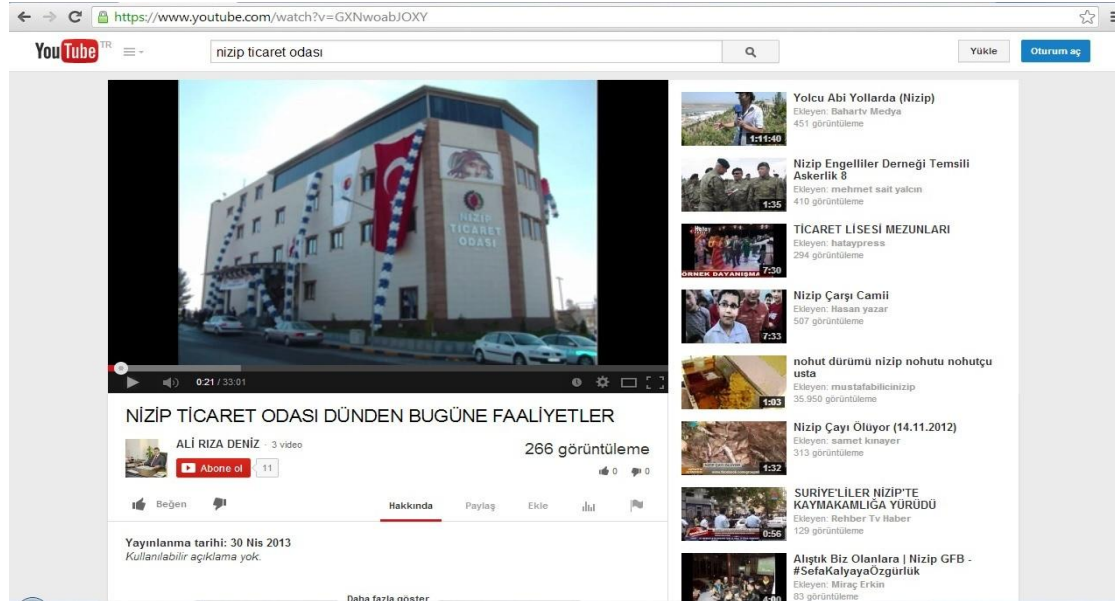 https://www.youtube.com/watch?v=GXNwoabJOXY
YouTube TR
nizip ticaret odası
Yükle
Oturum aç
NİZİP
TİCARET
ODASI
0:21 / 33:01
NİZİP TİCARET ODASI DÜNDEN BUGÜNE FAALİYETLER
ALİ RIZA DENİZ · 3 video
Abone ol 11
266 görüntüleme
0 0
Beğen
Hakkında Paylaş Ekle
Yayınlanma tarihi: 30 Nis 2013
Kullanılabilir açıklama yok.
Daha fazla göster
Yolcu Abi Yollarda (Nizip)
Ekleyen: Bahartv Medya
451 görüntüleme
1:11:40
Nizip Engelliler Derneği Temsili
Askerlik 8
Ekleyen: mehmet sait yalcın
410 görüntüleme
1:35
TİCARET LİSESİ MEZUNLARI
Ekleyen: hataypress
294 görüntüleme
ÖRNEK DAYANIŞMA
7:30
Nizip Çarşı Camii
Ekleyen: Hasan yazar
507 görüntüleme
7:33
nohut dürümü nizip nohutu nohutçu
usta
Ekleyen: mustafabilicinizip
35.950 görüntüleme
1:03
Nizip Çayı Ölüyor (14.11.2012)
Ekleyen: samet kınayer
313 görüntüleme
1:32
SURİYE'LİLER NİZİP'TE
KAYMAKAMLIĞA YÜRÜDÜ
Ekleyen: Rehber Tv Haber
129 görüntüleme
0:56
Alıştık Biz Olanlara | Nizip GFB -
#SefaKalyayaÖzgürlük
Ekleyen: Miraç Erkin
83 görüntüleme
4:00